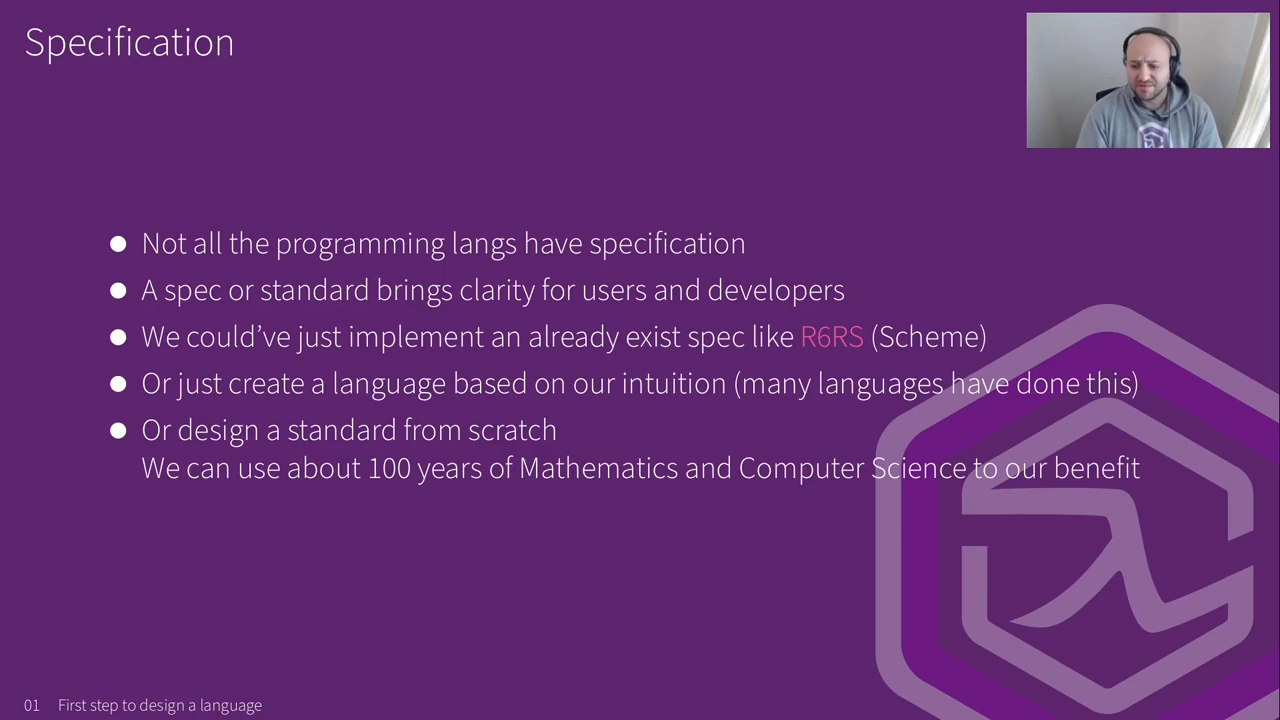 Specification
Not all the programming langs have specification
A spec or standard brings clarity for users and developers
We could’ve just implement an already exist spec like R6RS (Scheme)
Or just create a language based on our intuition (many languages have done this)
Or design a standard from scratch
We can use about 100 years of Mathematics and Computer Science to our benefit
01 First step to design a language